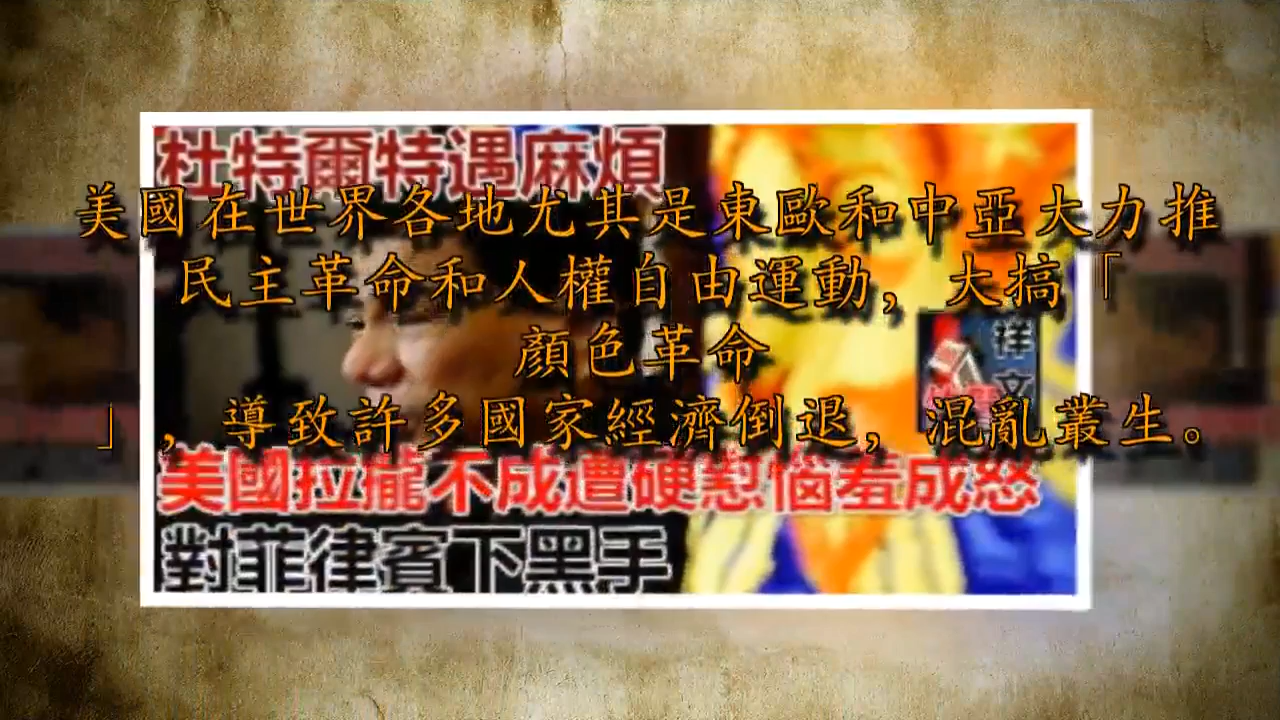 杜特爾特遇麻煩
美國在世界各地尤其是東歐和中亞大力推
民主革命和人權自由運動，大搞「
顏色革命
」，導致許多國家經濟倒退，混亂叢生。
祥
文
美國拉攏不成遭硬懟惱羞成怒
對菲律賓下黑手